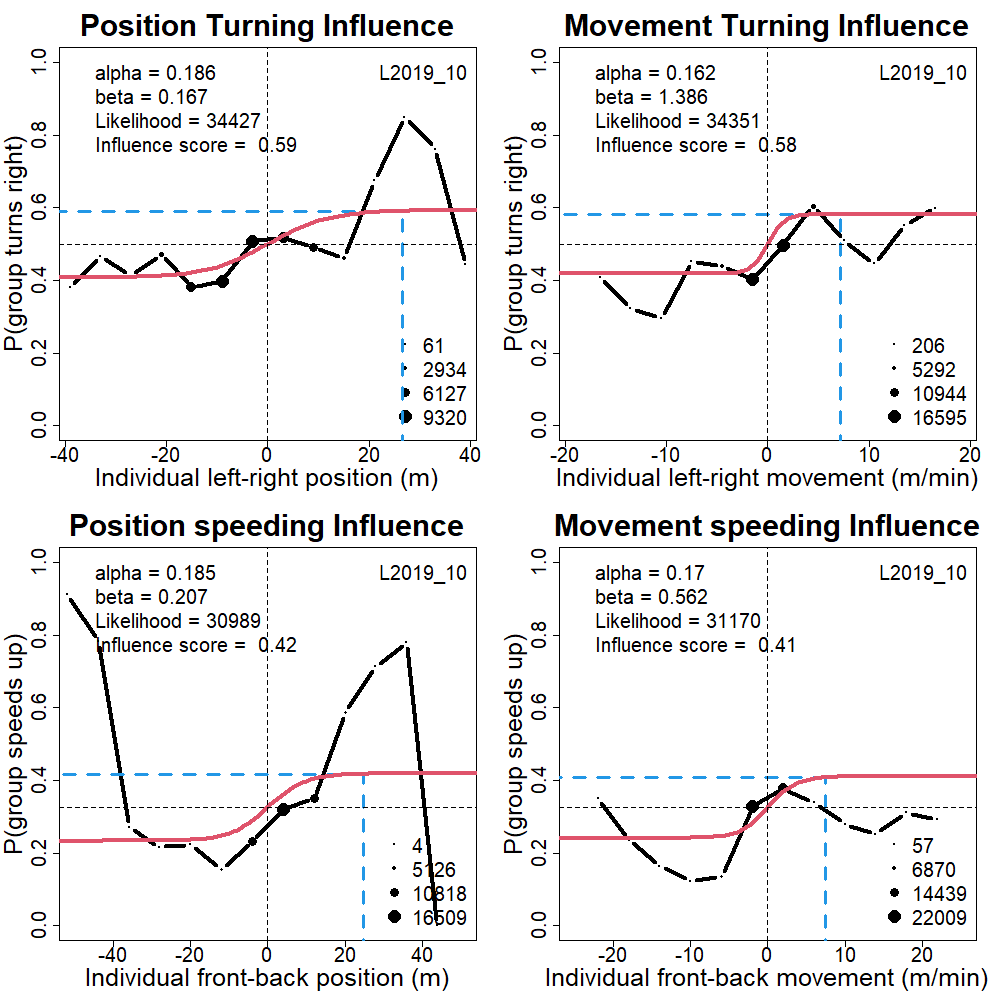 Position Turning Influence
alpha = 0.186
L2019_10
beta = 0.167
Likelihood = 34427
Influence score = 0.59
P(group turns right)
1.0
0.8
0.6
0.4
0.2
0.0
61
2934
6127
9320
-40
-20
0
20
40
Individual left-right position (m)
Movement Turning Influence
alpha = 0.162
L2019_10
beta = 1.386
Likelihood = 34351
Influence score = 0.58
P(group turns right)
1.0
0.8
0.6
0.4
0.2
0.0
206
5292
10944
16595
-20
-10
0
10
20
Individual left-right movement (m/min)
Position speeding Influence
alpha = 0.185
L2019_10
beta = 0.207
Likelihood = 30989
Influence score = 0.42
P(group speeds up)
1.0
0.8
0.6
0.4
0.2
0.0
4
5126
10818
16509
-40
-20
0
20
40
Individual front-back position (m)
Movement speeding Influence
alpha = 0.17
L2019_10
beta = 0.562
Likelihood = 31170
Influence score = 0.41
P(group speeds up)
1.0
0.8
0.6
0.4
0.2
0.0
57
6870
14439
22009
-20
-10
0
10
20
Individual front-back movement (m/min)